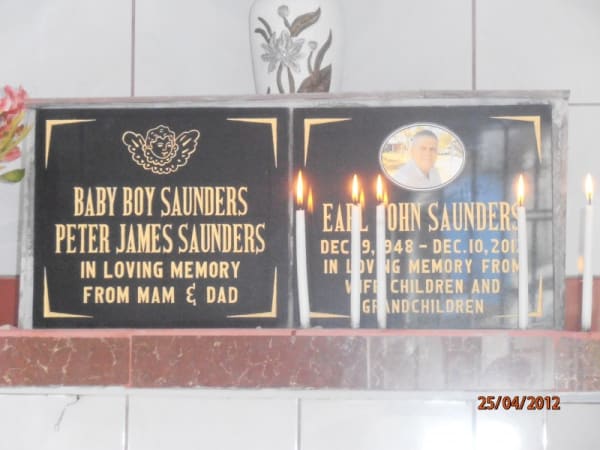 BABY BOY SAUNDERS
PETER JAMES SAUNDERS
IN LOVING MEMORY
FROM MAM & DAD
EARL JOHN SAUNDERS
DEC. 1948 – DEC. 10,
IN LOVING MEMORY FROM
WIFE CHILDREN AND
GRANDCHILDREN
25/04/2012